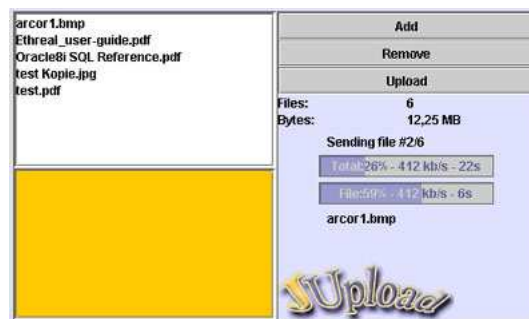 arcor1.bmp
Ethreal_user-guide.pdf
Oracle8i SQL Reference.pdf
test Kopie.jpg
test.pdf
Add
Remove
Upload
Files: 6
Bytes: 12,25 MB
Sending file #2/6
Total:26% - 412 kb/s - 22s
File:59% - 412 kb/s - 6s
arcor1.bmp
JUpload